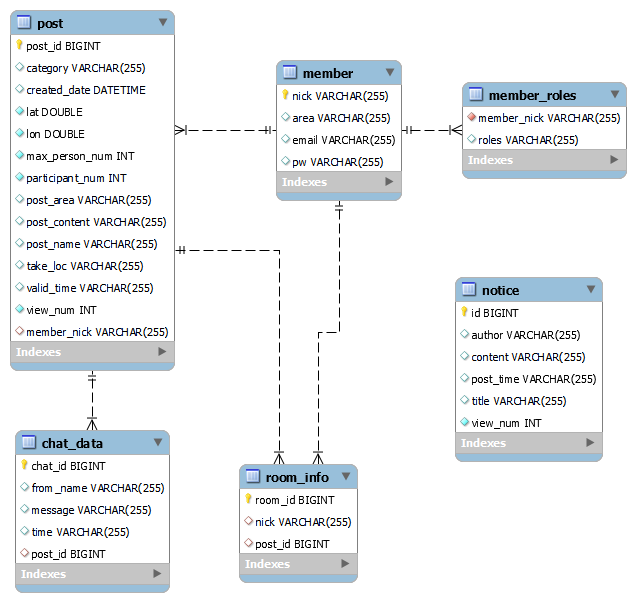 post
post_id BIGINT
category VARCHAR(255)
created_date DATETIME
lat DOUBLE
lon DOUBLE
max_person_num INT
participant_num INT
post_area VARCHAR(255)
post_content VARCHAR(255)
post_name VARCHAR(255)
take_loc VARCHAR(255)
valid_time VARCHAR(255)
view_num INT
member_nick VARCHAR(255)
Indexes
member
nick VARCHAR(255)
area VARCHAR(255)
email VARCHAR(255)
pw VARCHAR(255)
Indexes
member_roles
member_nick VARCHAR(255)
roles VARCHAR(255)
Indexes
notice
id BIGINT
author VARCHAR(255)
content VARCHAR(255)
post_time VARCHAR(255)
title VARCHAR(255)
view_num INT
Indexes
chat_data
chat_id BIGINT
from_name VARCHAR(255)
message VARCHAR(255)
time VARCHAR(255)
post_id BIGINT
Indexes
room_info
room_id BIGINT
nick VARCHAR(255)
post_id BIGINT
Indexes